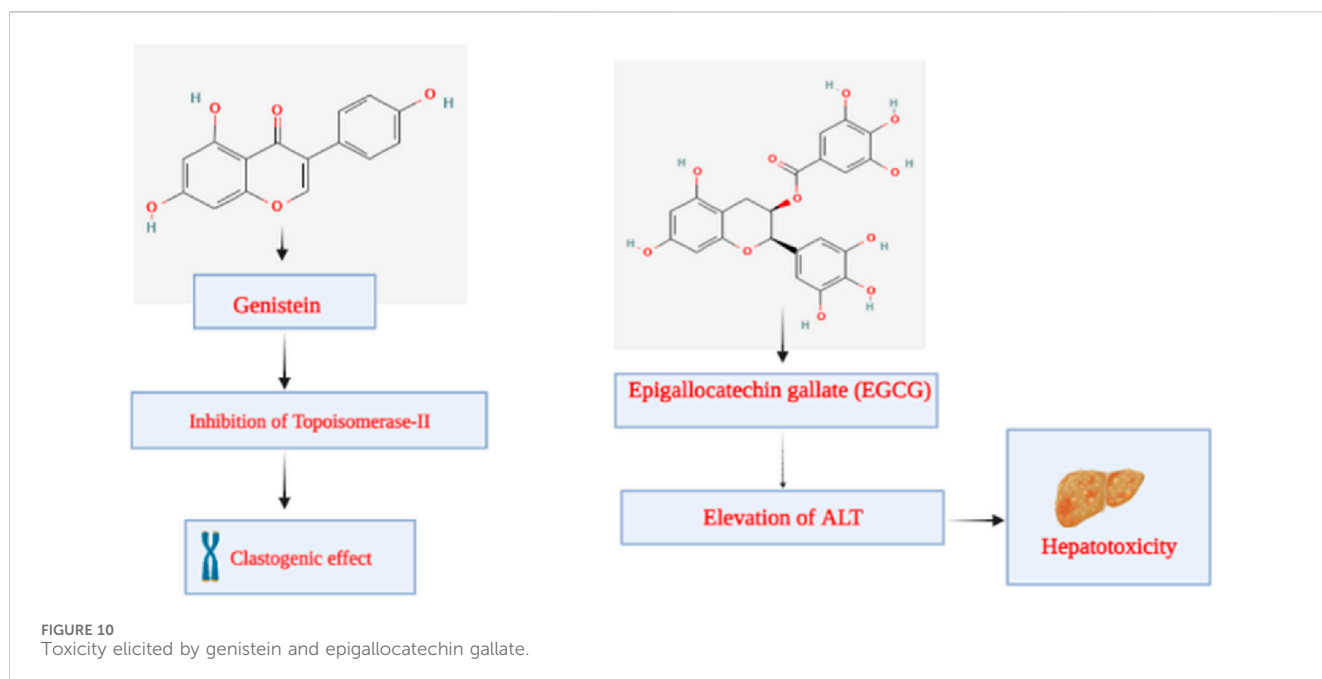 Genistein
Inhibition of Topoisomerase-II
Clastogenic effect
Epigallocatechin gallate (EGCG)
Elevation of ALT
Hepatotoxicity
H
O
O
O
H
O
H
O
H
O
O
H
O
H
O
H
O
H
O
O
H
O
O
H
O
H
O
H
O
H
FIGURE 10
Toxicity elicited by genistein and epigallocatechin gallate.